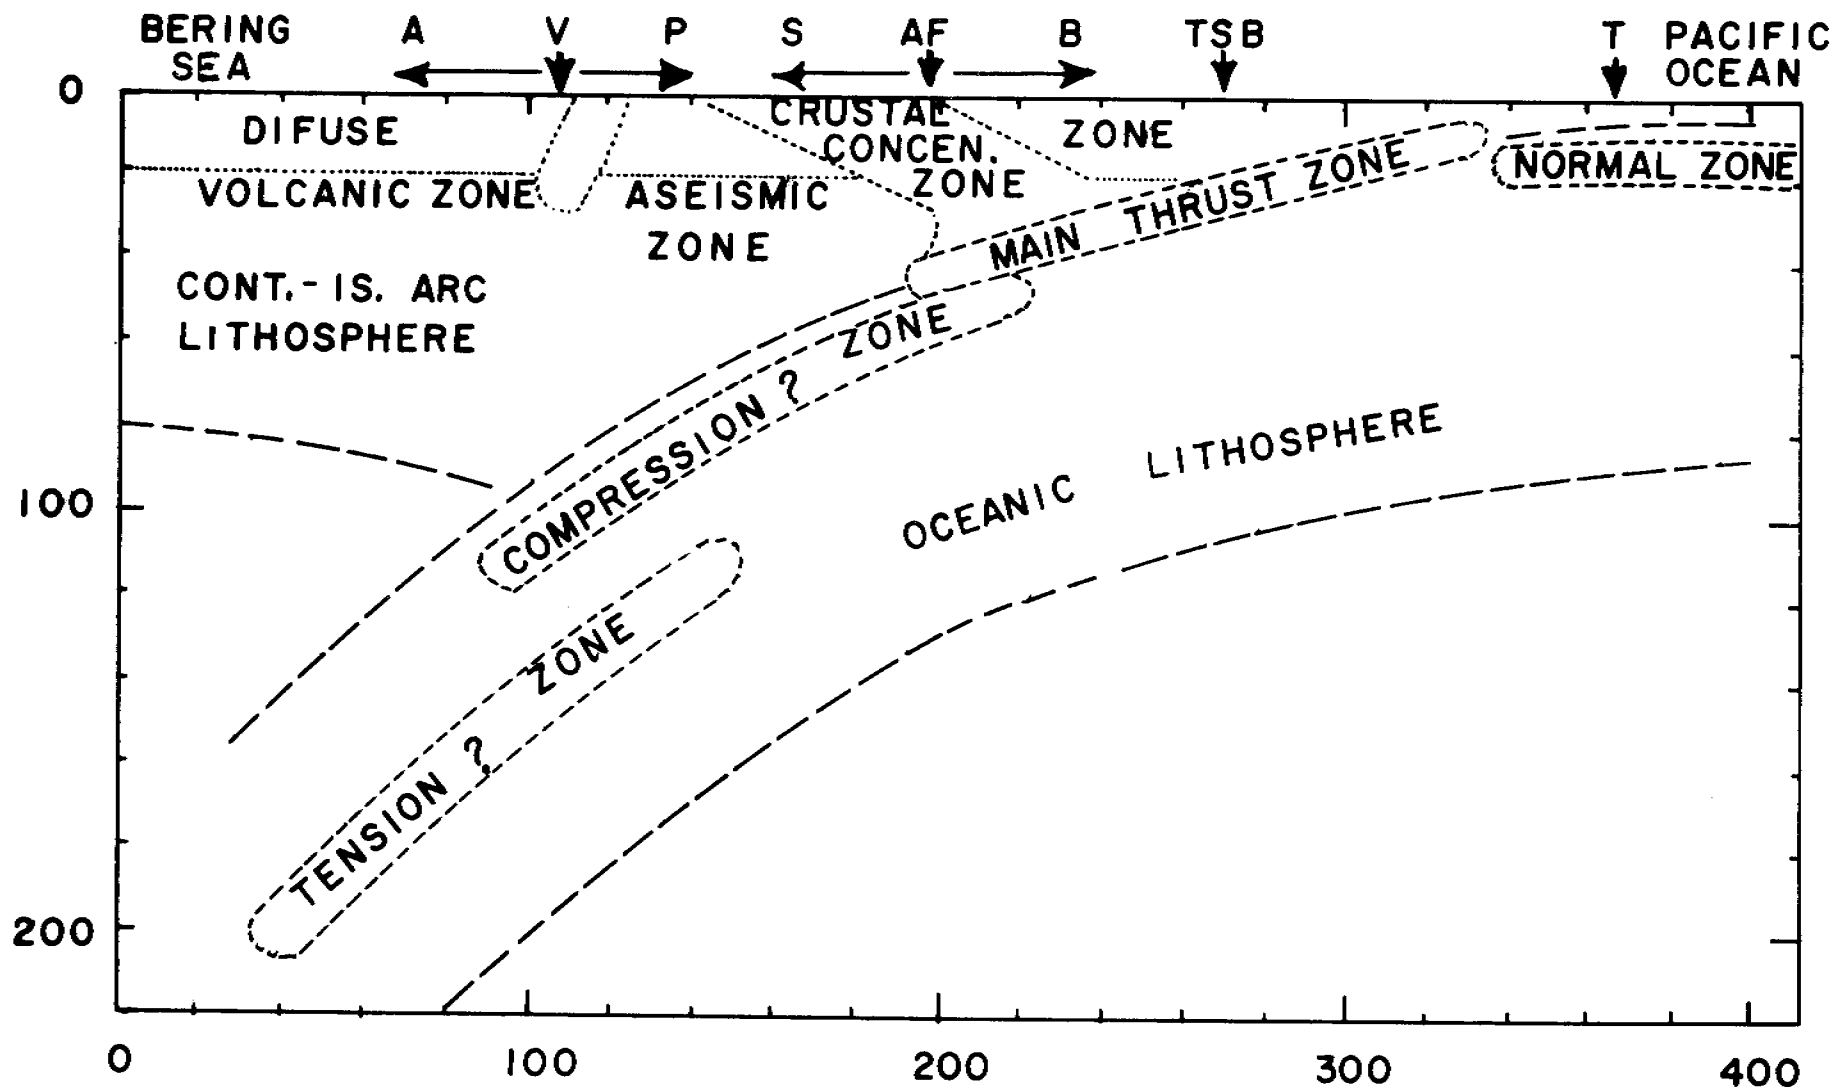 BERING A V P S AF B TSB T PACIFIC
SEA OCEAN
0
DIFUSE CRUSTAL ZONE
CONCEN.
ZONE
NORMAL ZONE
VOLCANIC ZONE ASEISMIC
ZONE
MAIN THRUST ZONE
CONT.-IS. ARC
LITHOSPHERE
COMPRESSION ? ZONE
OCEANIC LITHOSPHERE
100
TENSION ? ZONE
200
0 100 200 300 400